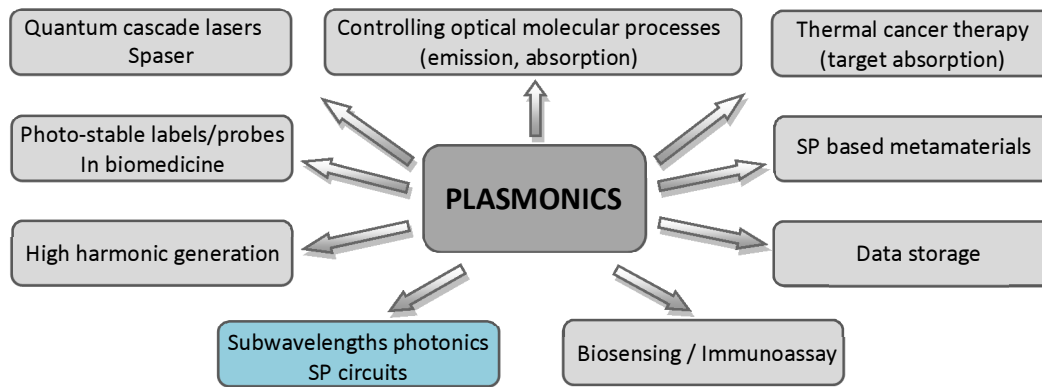 Quantum cascade lasers
Spaser
Controlling optical molecular processes
(emission, absorption)
Thermal cancer therapy
(target absorption)
Photo-stable labels/probes
In biomedicine
PLASMONICS
SP based metamaterials
High harmonic generation
Data storage
Subwavelengths photonics
SP circuits
Biosensing / Immunoassay